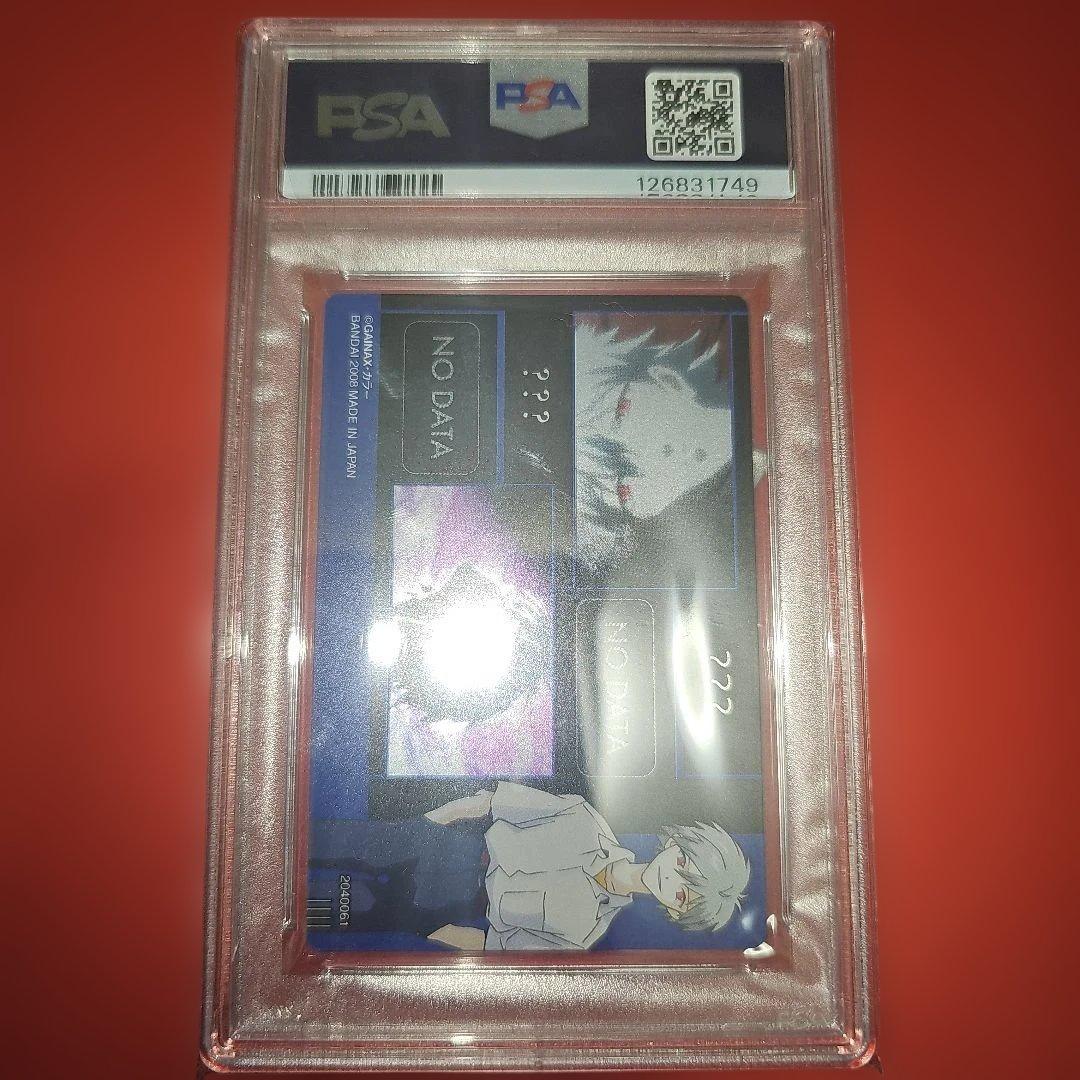 PSA
PSA
126831749
©GAINAX・カラー
BANDAI 2008 MADE IN JAPAN
???
NO DATA
???
NO DATA
2040061